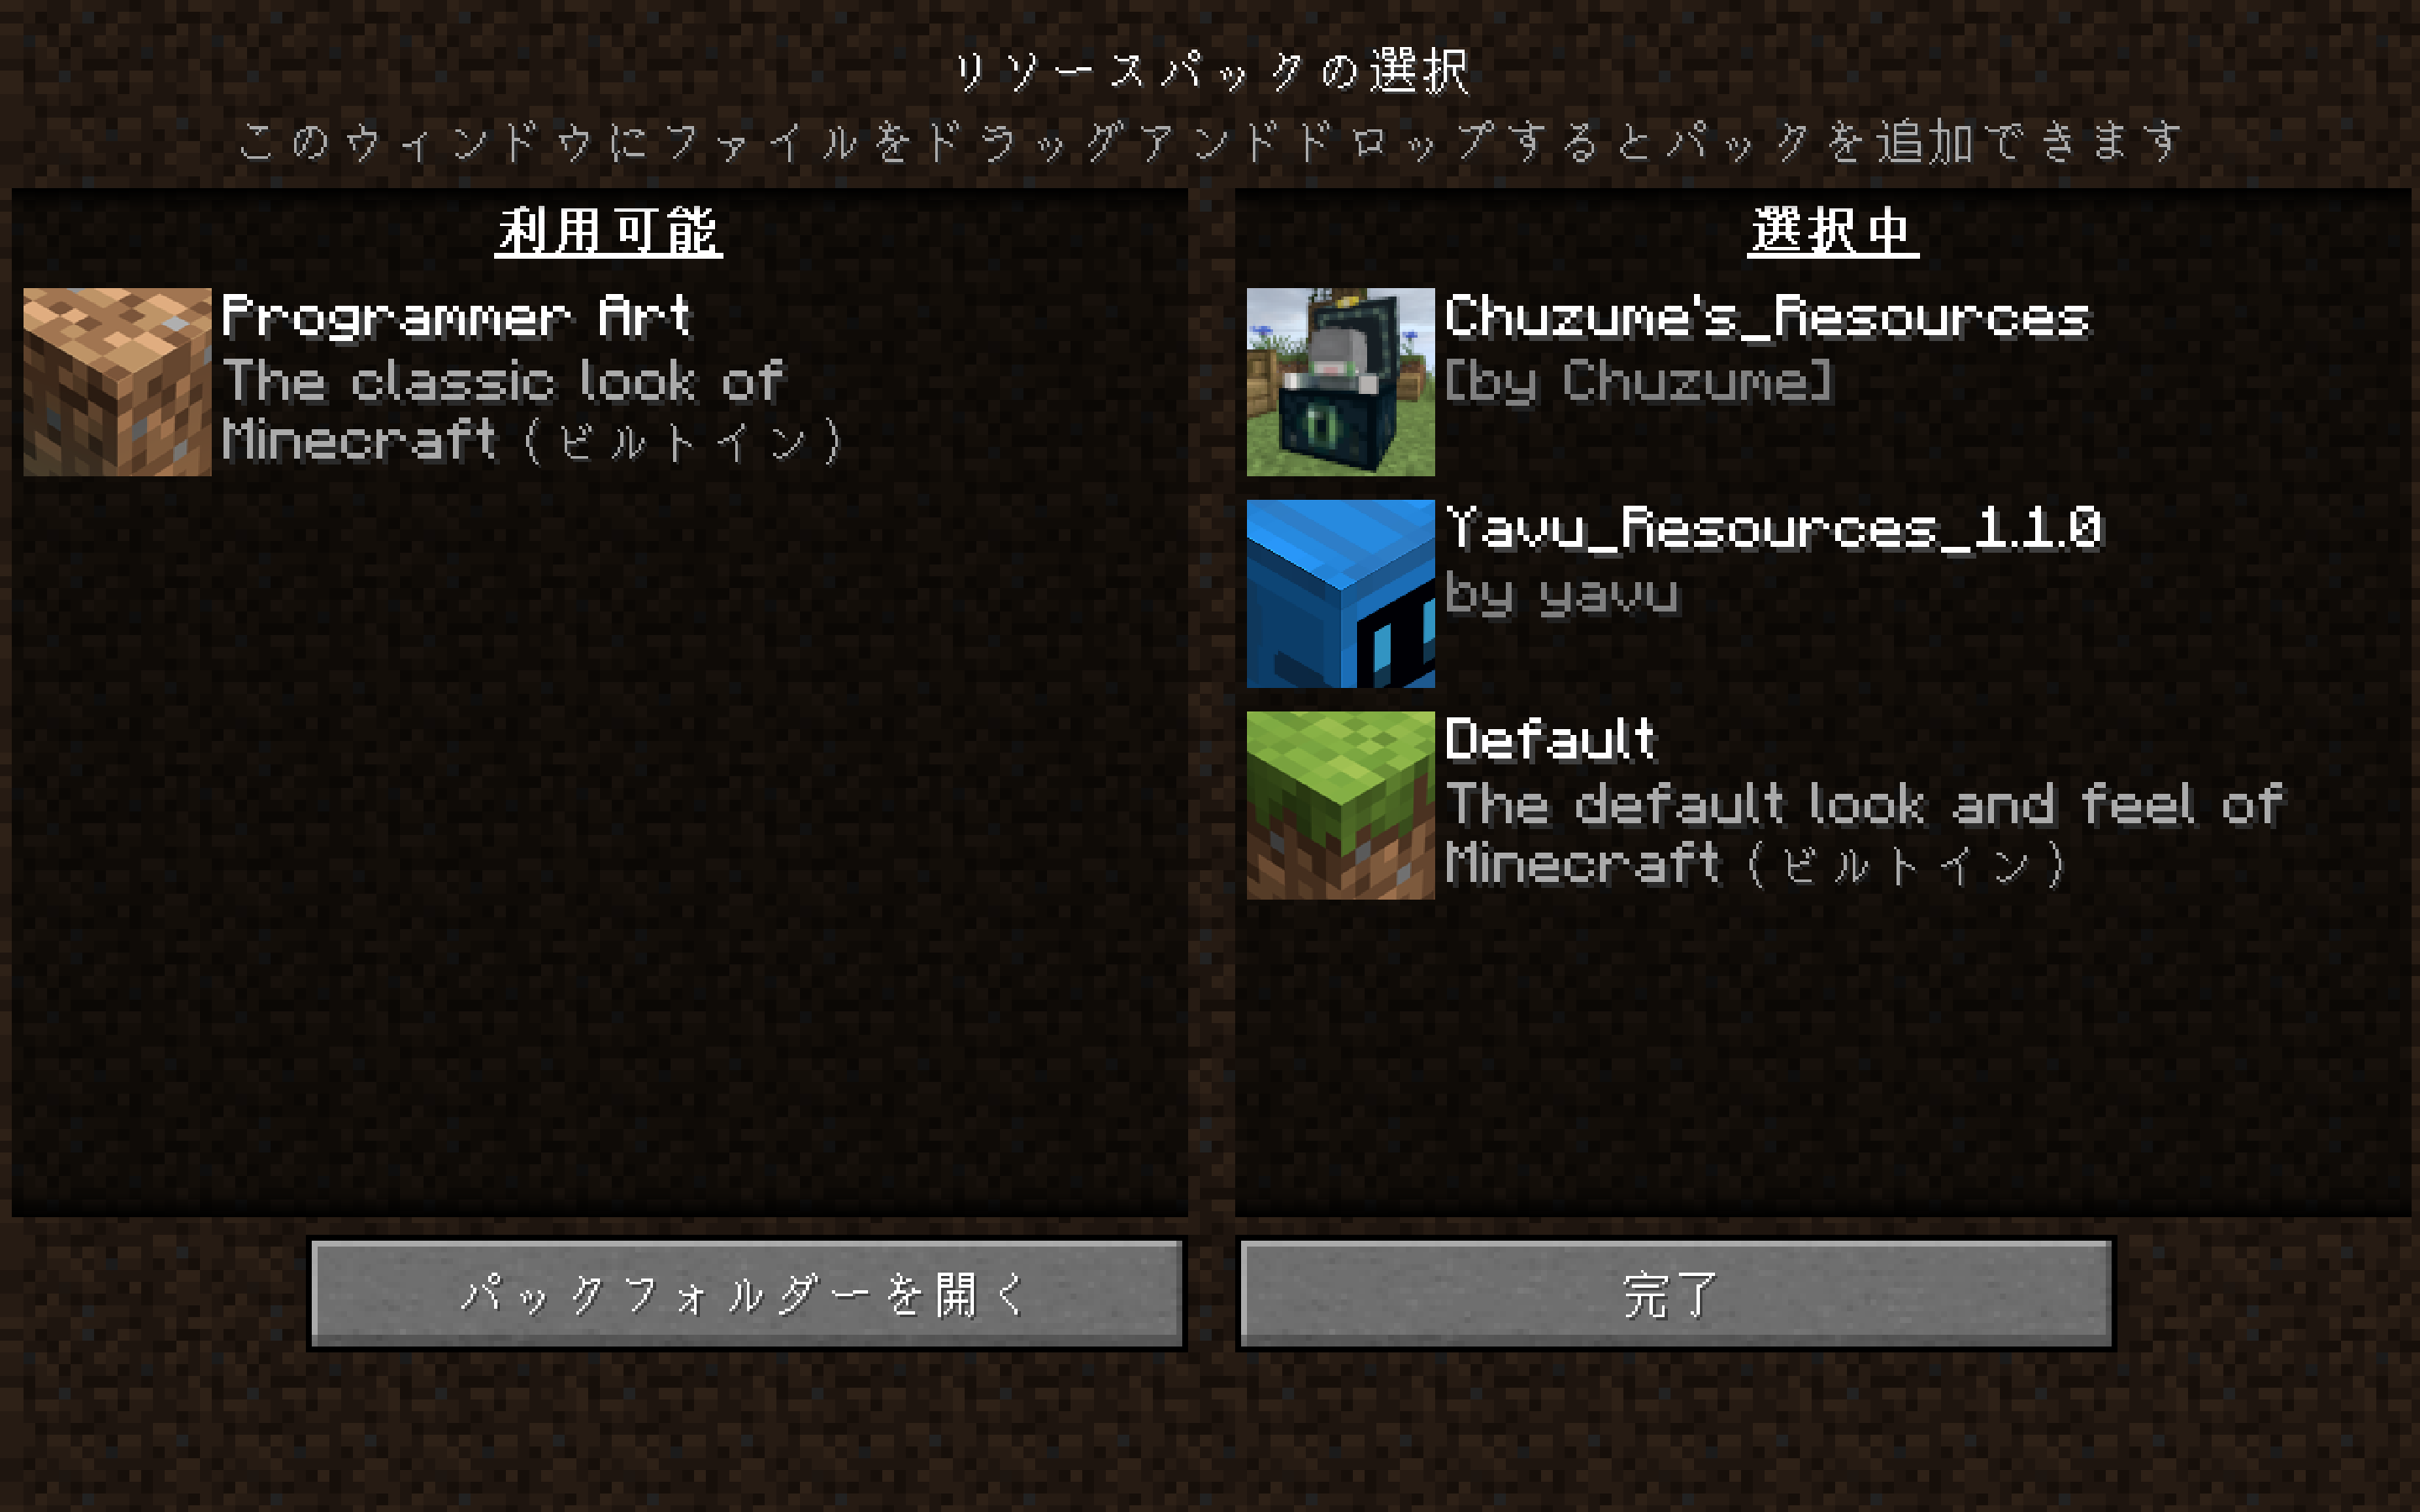 リソースパックの選択
このウィンドウにファイルをドラッグアンドドロップするとパックを追加できます
利用可能
Programmer Art
The classic look of
Minecraft（ビルトイン）
選択中
Chuzume's_Resources
[by Chuzume]
Yavu_Resources_1.1.0
by yavu
Default
The default look and feel of
Minecraft（ビルトイン）
パックフォルダーを開く
完了